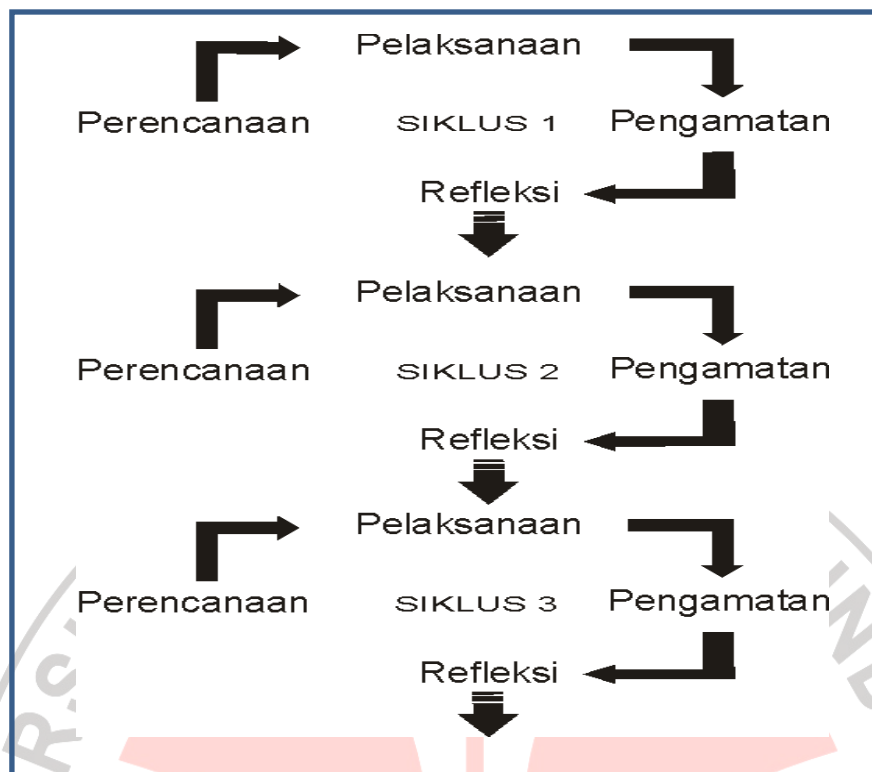 Pelaksanaan
Perencanaan SIKLUS 1 Pengamatan
Refleksi
Pelaksanaan
Perencanaan SIKLUS 2 Pengamatan
Refleksi
Pelaksanaan
Perencanaan SIKLUS 3 Pengamatan
Refleksi